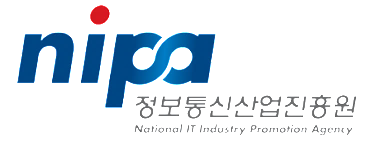 nipa
정보통신산업진흥원
National IT Industry Promotion Agency